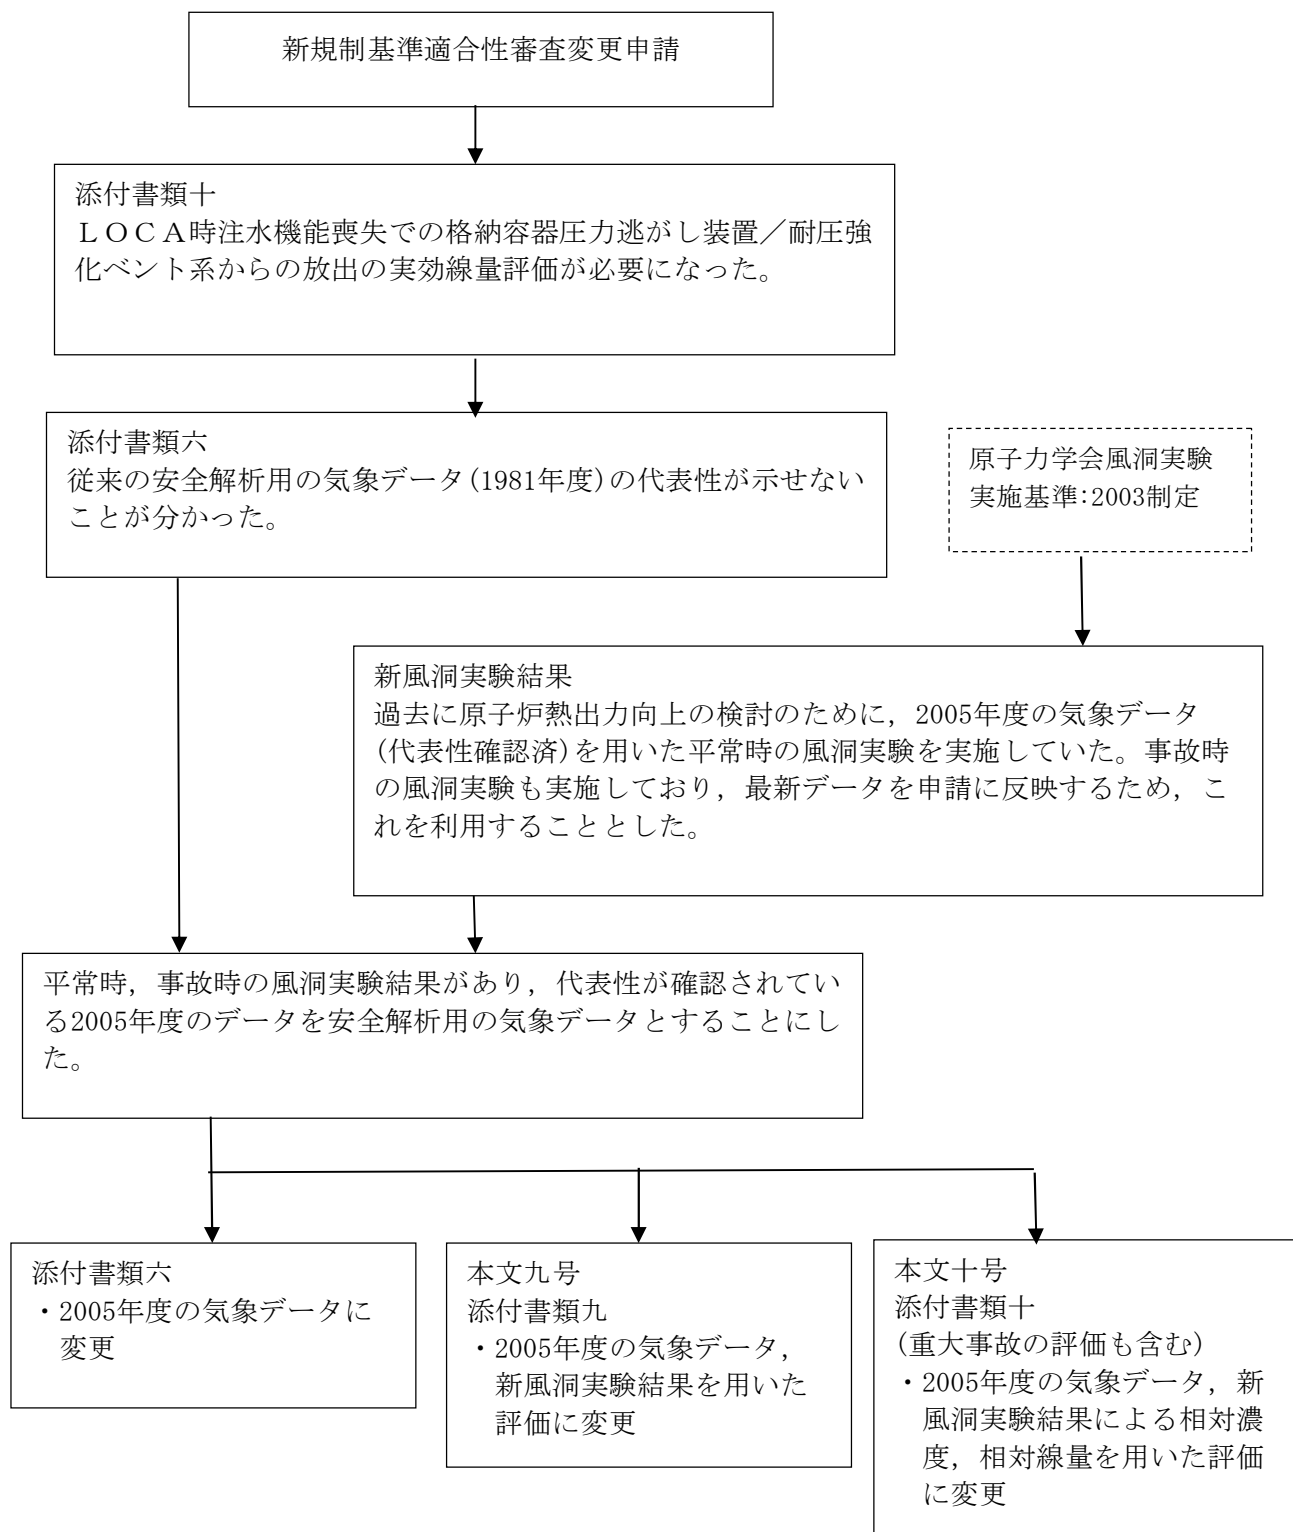 新規制基準適合性審査変更申請
添付書類十
ＬＯＣＡ時注水機能喪失での格納容器圧力逃がし装置／耐圧強
化ベント系からの放出の実効線量評価が必要になった。
添付書類六
従来の安全解析用の気象データ(1981年度)の代表性が示せない
ことが分かった。
原子力学会風洞実験
実施基準:2003制定
新風洞実験結果
過去に原子炉熱出力向上の検討のために，2005年度の気象データ
(代表性確認済)を用いた平常時の風洞実験を実施していた。事故時
の風洞実験も実施しており，最新データを申請に反映するため，こ
れを利用することとした。
平常時，事故時の風洞実験結果があり，代表性が確認されてい
る2005年度のデータを安全解析用の気象データとすることにし
た。
添付書類六
・2005年度の気象データに
変更
本文九号
添付書類九
・2005年度の気象データ，
新風洞実験結果を用いた
評価に変更
本文十号
添付書類十
(重大事故の評価も含む)
・2005年度の気象データ，新
風洞実験結果による相対濃
度，相対線量を用いた評価
に変更